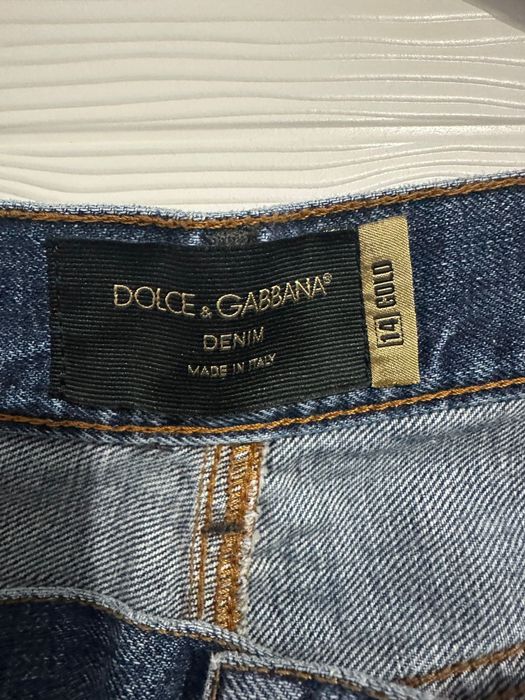 DOLCE & GABBANA®
DENIM
MADE IN ITALY
14 GOLD